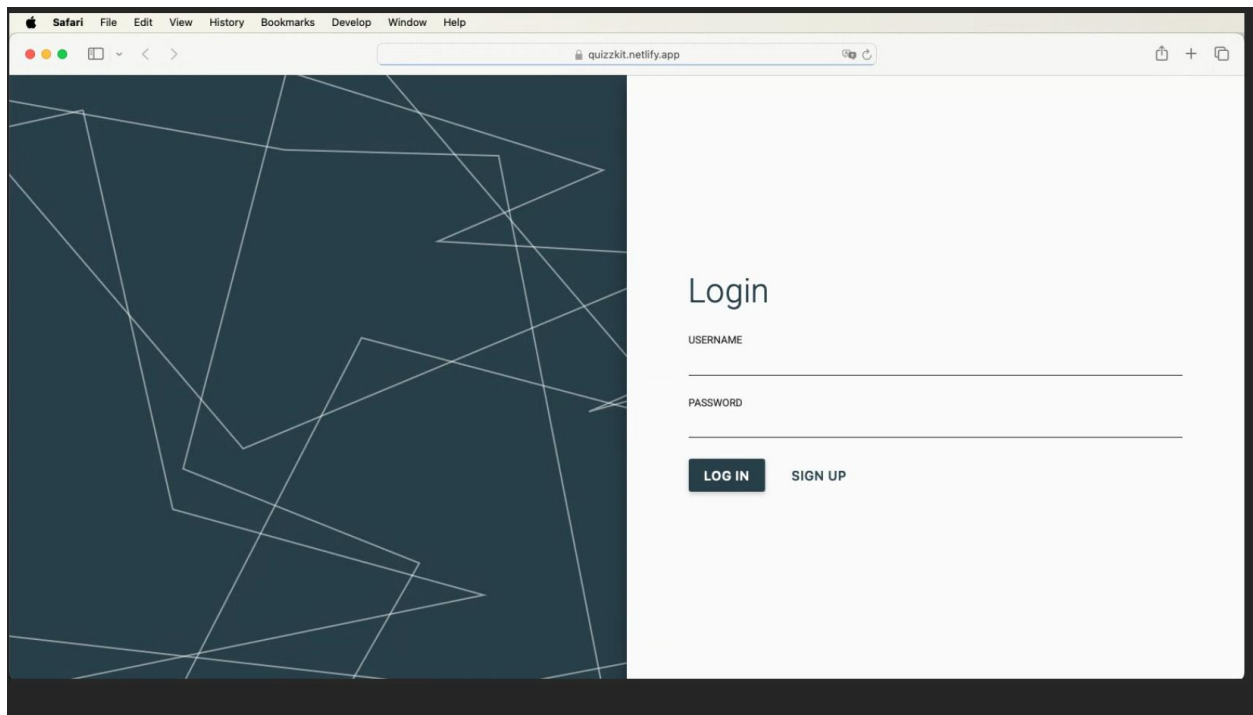 Safari File Edit View History Bookmarks Develop Window Help
quizzkit.netlify.app
Login
USERNAME
PASSWORD
LOG IN SIGN UP